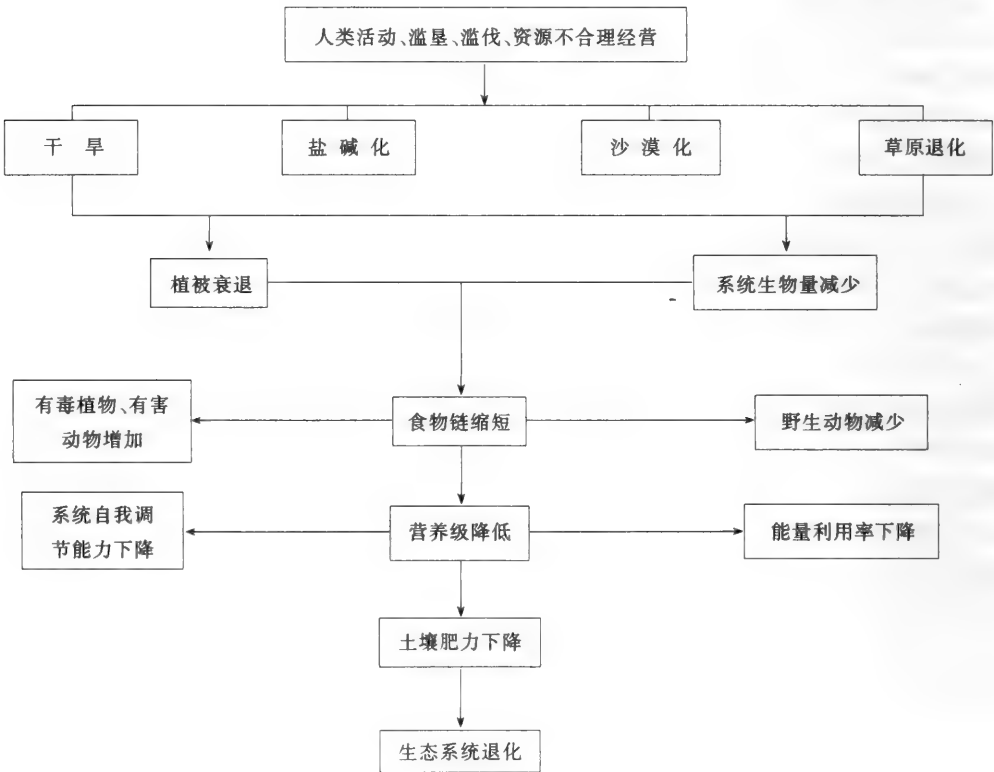 人类活动、滥垦、滥伐、资源不合理经营
干 旱
盐 碱 化
沙 漠 化
草原退化
植被衰退
系统生物量减少
有毒植物、有害
动物增加
食物链缩短
野生动物减少
系统自我调
节能力下降
营养级降低
能量利用率下降
土壤肥力下降
生态系统退化